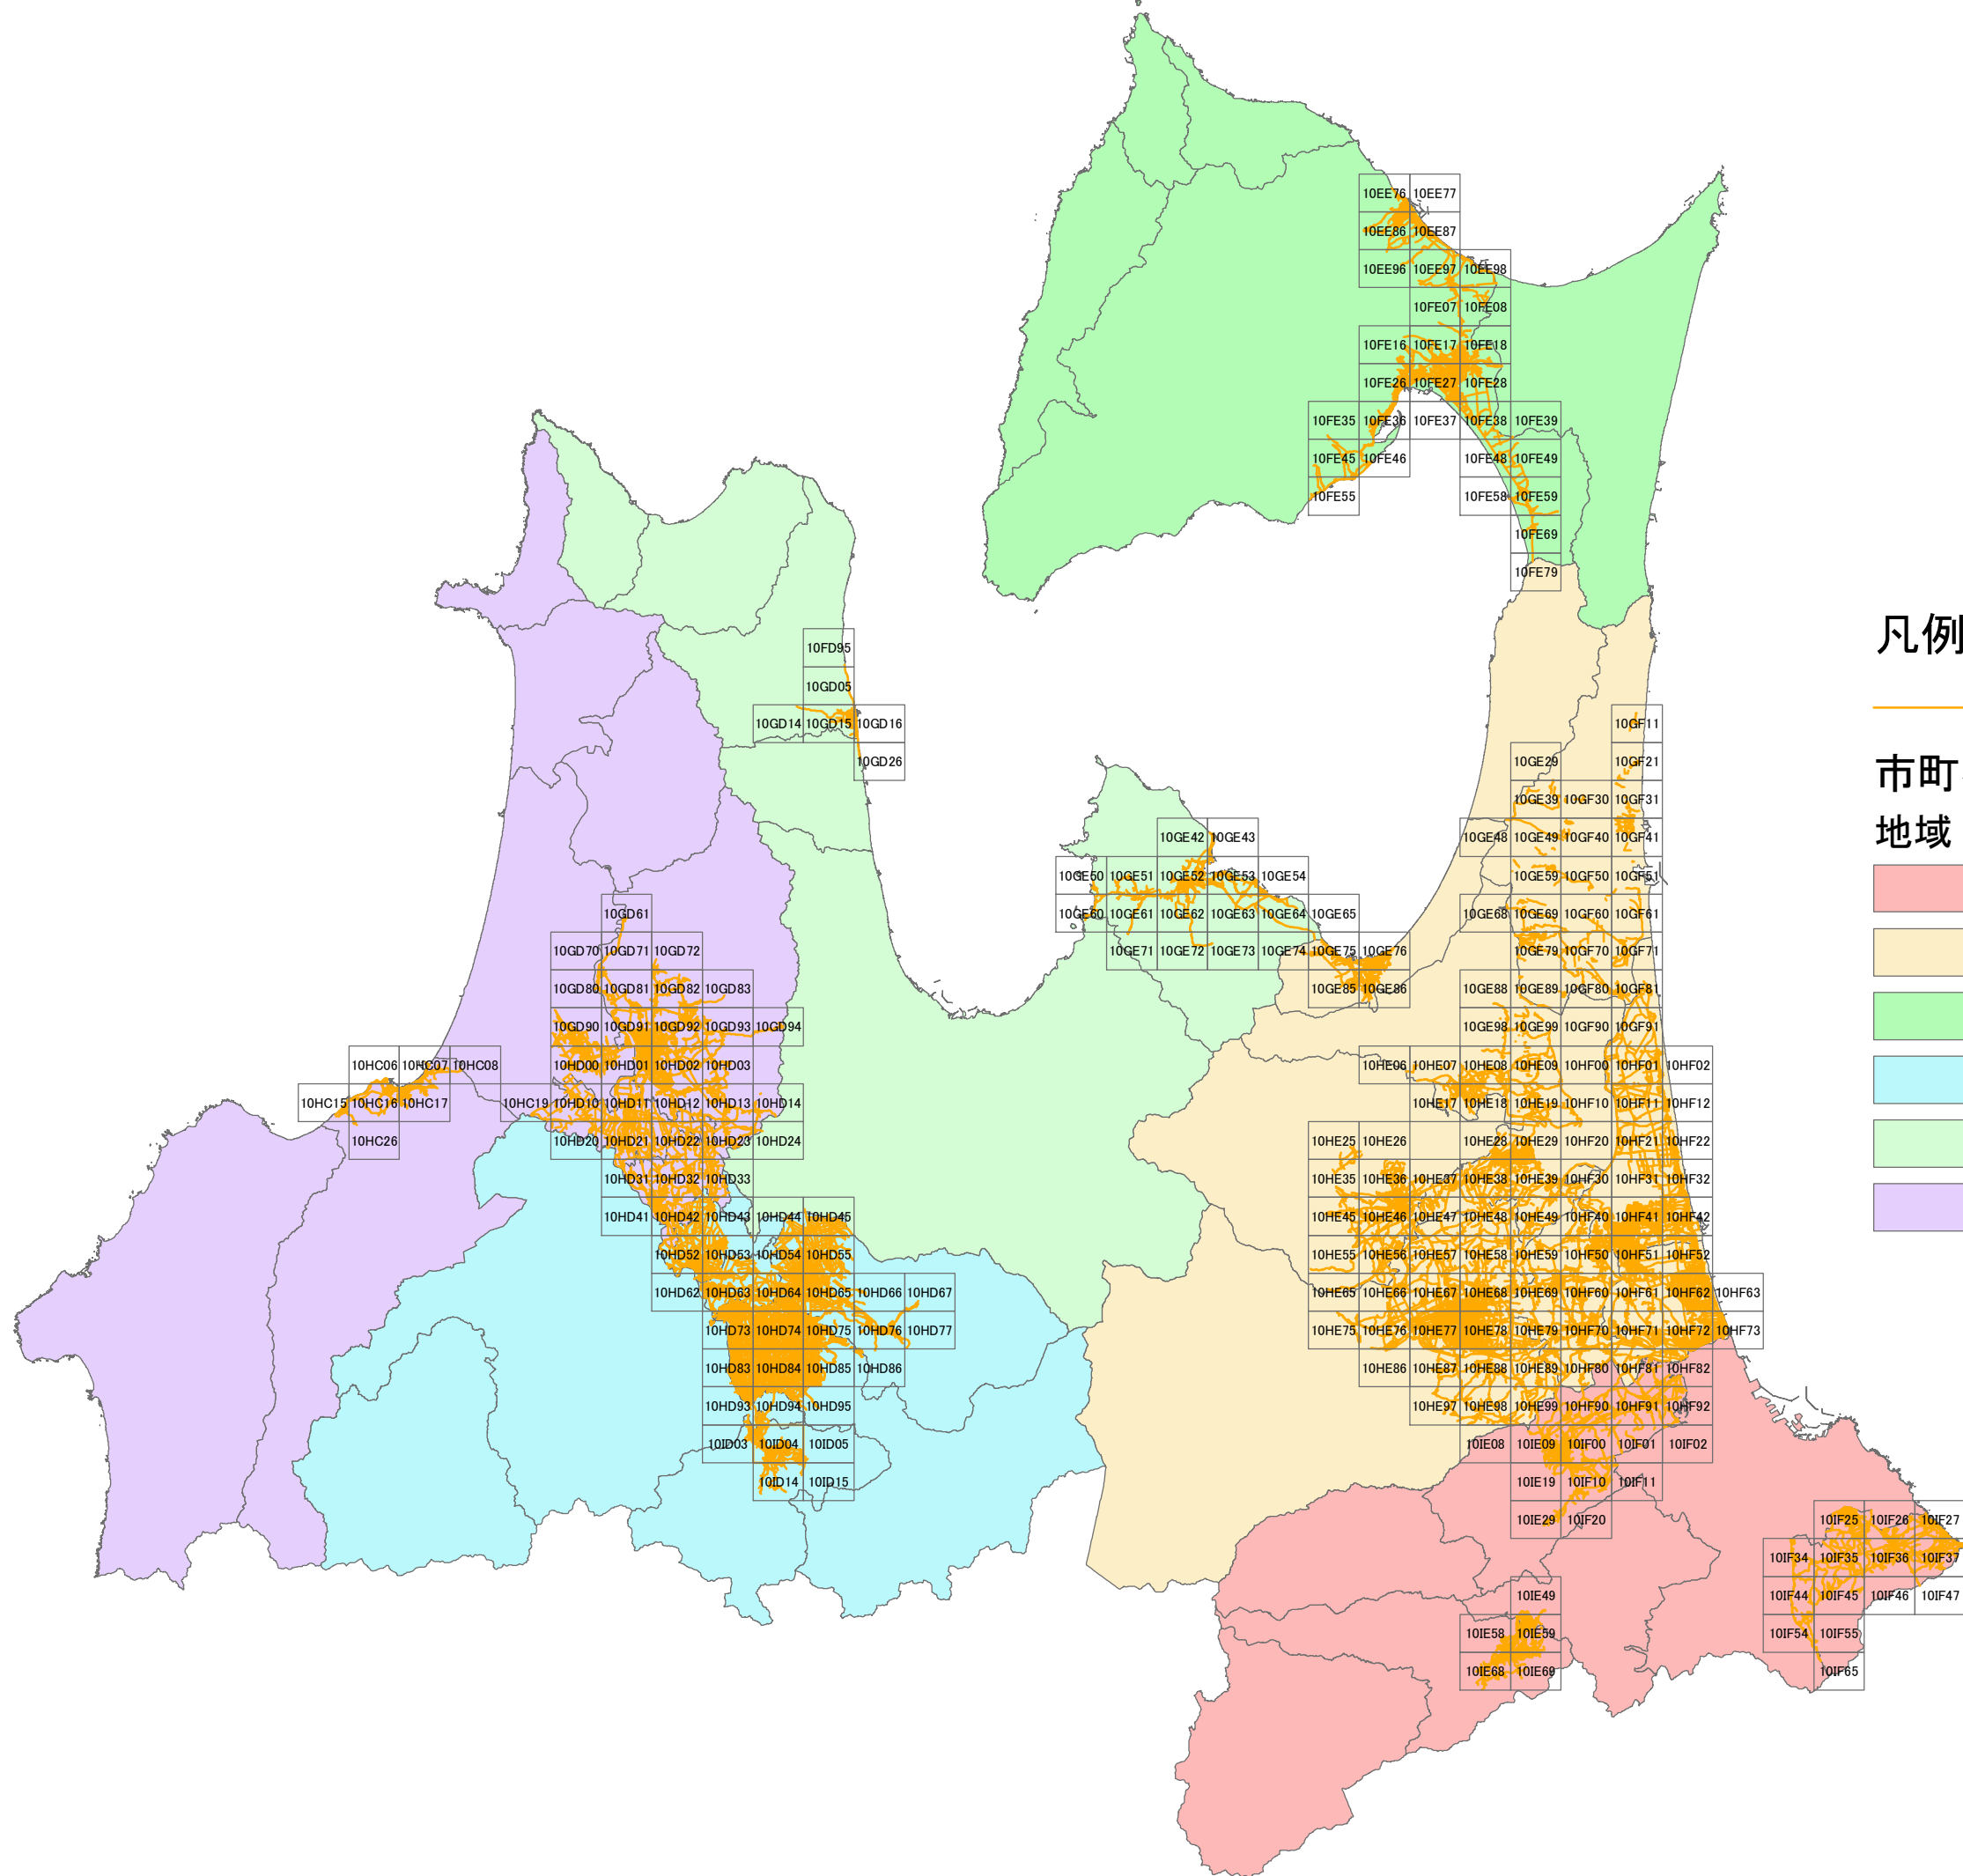 10EE76 10EE77
10EE86 10EE87
10EE96 10EE97 10EE98
10FE07 10FE08
10FE16 10FE17 10FE18
10FE26 10FE27 10FE28
10FE35 10FE36 10FE37 10FE38 10FE39
10FE45 10FE46 10FE48 10FE49
10FE55 10FE58 10FE59
10FE69
10FE79
10FD95
10GD05
10GD14 10GD15 10GD16
10GD26
10GF11
10GE29 10GF21
10GE39 10GF30 10GF31
10GE42 10GE43 10GE48 10GE49 10GF40 10GF41
10GE50 10GE51 10GE52 10GE53 10GE54 10GE59 10GF50 10GF51
10GD61 10GE60 10GE61 10GE62 10GE63 10GE64 10GE65 10GE68 10GE69 10GF60 10GF61
10GD70 10GD71 10GD72 10GE71 10GE72 10GE73 10GE74 10GE75 10GE76 10GE79 10GF70 10GF71
10GD80 10GD81 10GD82 10GD83 10GE85 10GE86 10GE88 10GE89 10GF80 10GF81
10GD90 10GD91 10GD92 10GD93 10GD94 10GE98 10GE99 10GF90 10GF91
10HC06 10HC07 10HC08 10HD00 10HD01 10HD02 10HD03 10HE06 10HE07 10HE08 10HE09 10HF00 10HF01 10HF02
10HC15 10HC16 10HC17 10HC19 10HD10 10HD11 10HD12 10HD13 10HD14 10HE17 10HE18 10HE19 10HF10 10HF11 10HF12
10HC26 10HD20 10HD21 10HD22 10HD23 10HD24 10HE25 10HE26 10HE28 10HE29 10HF20 10HF21 10HF22
10HD31 10HD32 10HD33 10HE35 10HE36 10HE37 10HE38 10HE39 10HF30 10HF31 10HF32
10HD41 10HD42 10HD43 10HD44 10HD45 10HE45 10HE46 10HE47 10HE48 10HE49 10HF40 10HF41 10HF42
10HD52 10HD53 10HD54 10HD55 10HE55 10HE56 10HE57 10HE58 10HE59 10HF50 10HF51 10HF52
10HD62 10HD63 10HD64 10HD65 10HD66 10HD67 10HE65 10HE66 10HE67 10HE68 10HE69 10HF60 10HF61 10HF62 10HF63
10HD73 10HD74 10HD75 10HD76 10HD77 10HE75 10HE76 10HE77 10HE78 10HE79 10HF70 10HF71 10HF72 10HF73
10HD83 10HD84 10HD85 10HD86 10HE86 10HE87 10HE88 10HE89 10HF80 10HF81 10HF82
10HD93 10HD94 10HD95 10HE97 10HE98 10HE99 10HF90 10HF91 10HF92
10ID03 10ID04 10ID05 10IE08 10IE09 10IF00 10IF01 10IF02
10ID14 10ID15 10IE19 10IF10 10IF11
10IE29 10IF20 10IF25 10IF26 10IF27
10IF34 10IF35 10IF36 10IF37
10IE49 10IF44 10IF45 10IF46 10IF47
10IE58 10IE59 10IF54 10IF55
10IE68 10IE69 10IF65
凡例
市町
地域